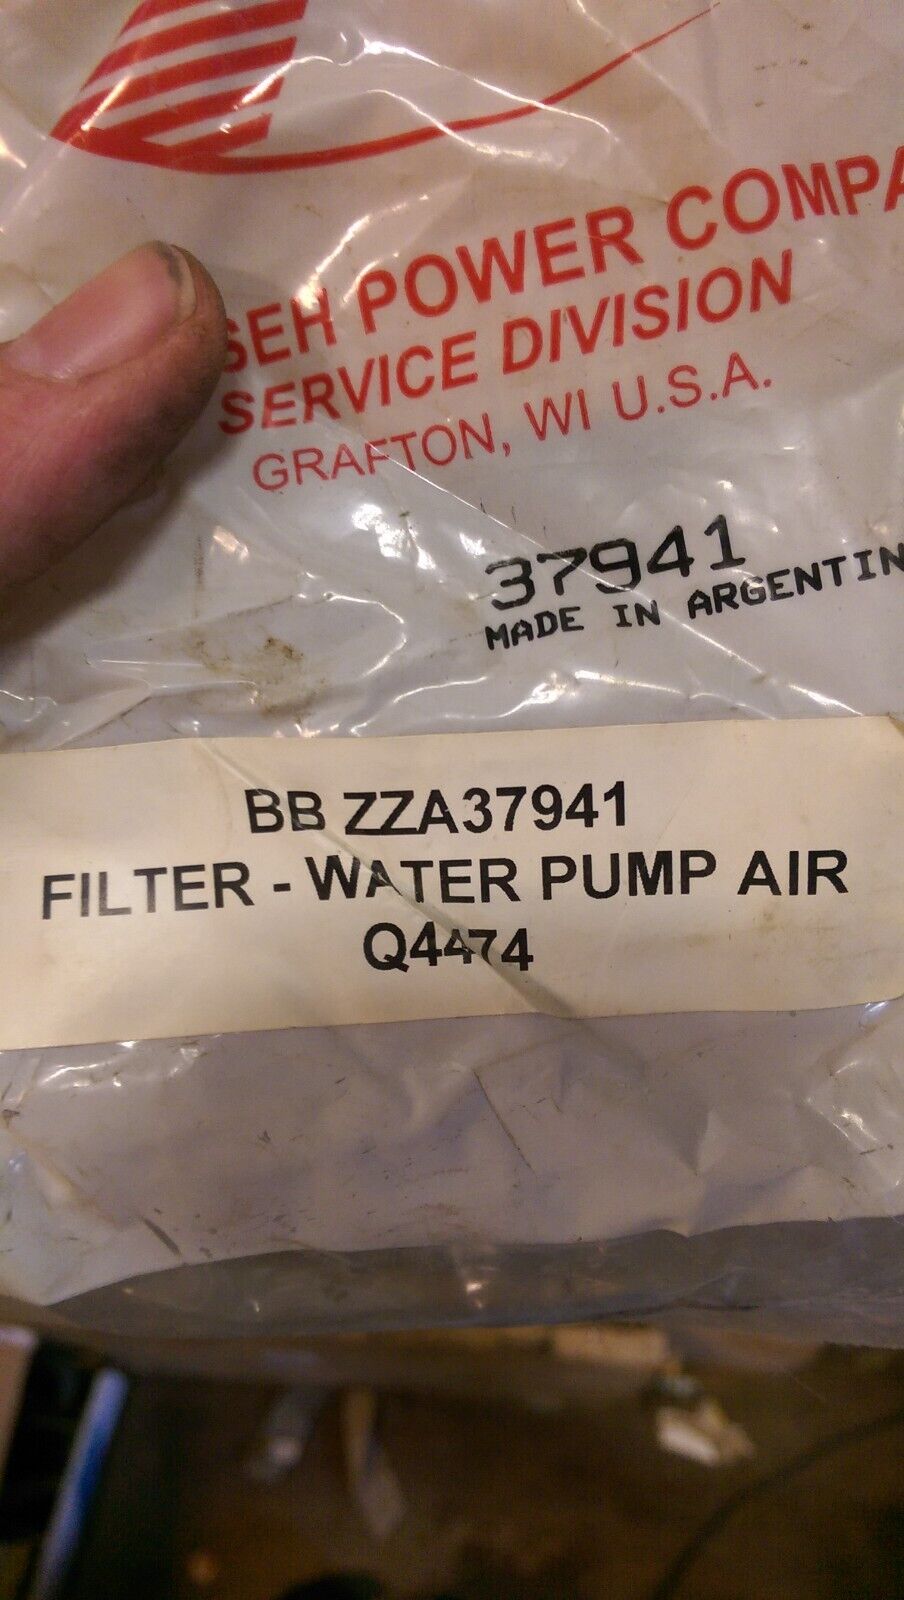 SEH POWER COMPA
SERVICE DIVISION
GRAFTON, WI U.S.A.
37941
MADE IN ARGENTIN
BB ZZA37941
FILTER - WATER PUMP AIR
Q4474